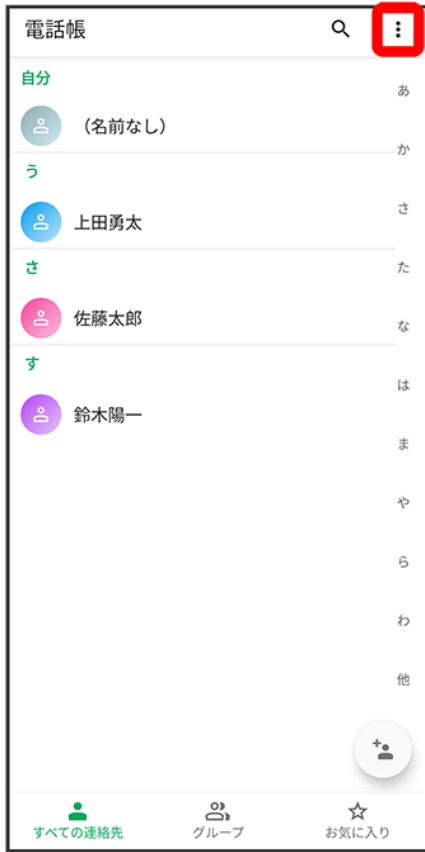 電話帳
自分
あ
（名前なし）
か
う
さ
上田勇太
さ
た
佐藤太郎
な
す
は
鈴木陽一
ま
や
ら
わ
他
すべての連絡先
グループ
お気に入り